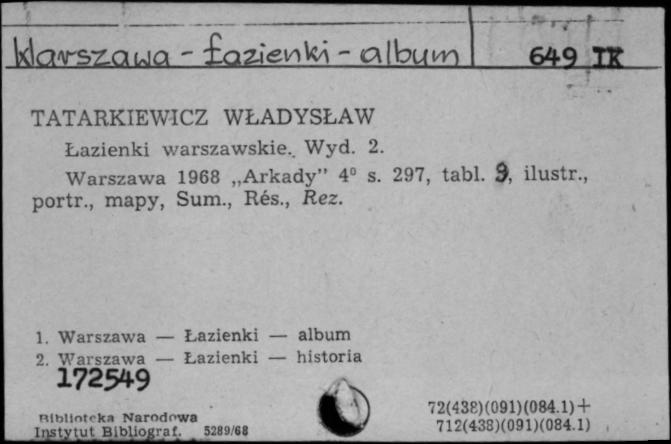 Warszawa - Łazienki - album 649 IK
TATARKIEWICZ WŁADYSŁAW
Łazienki warszawskie. Wyd. 2.
Warszawa 1968 „Arkady” 4° s. 297, tabl. 9, ilustr.,
portr., mapy, Sum., Rés., Rez.
1. Warszawa — Łazienki — album
2. Warszawa — Łazienki — historia
172549
Biblioteka Narodowa
Instytut Bibliograf. 5289/68
72(438)(091)(084.1)+
712(438)(091)(084.1)